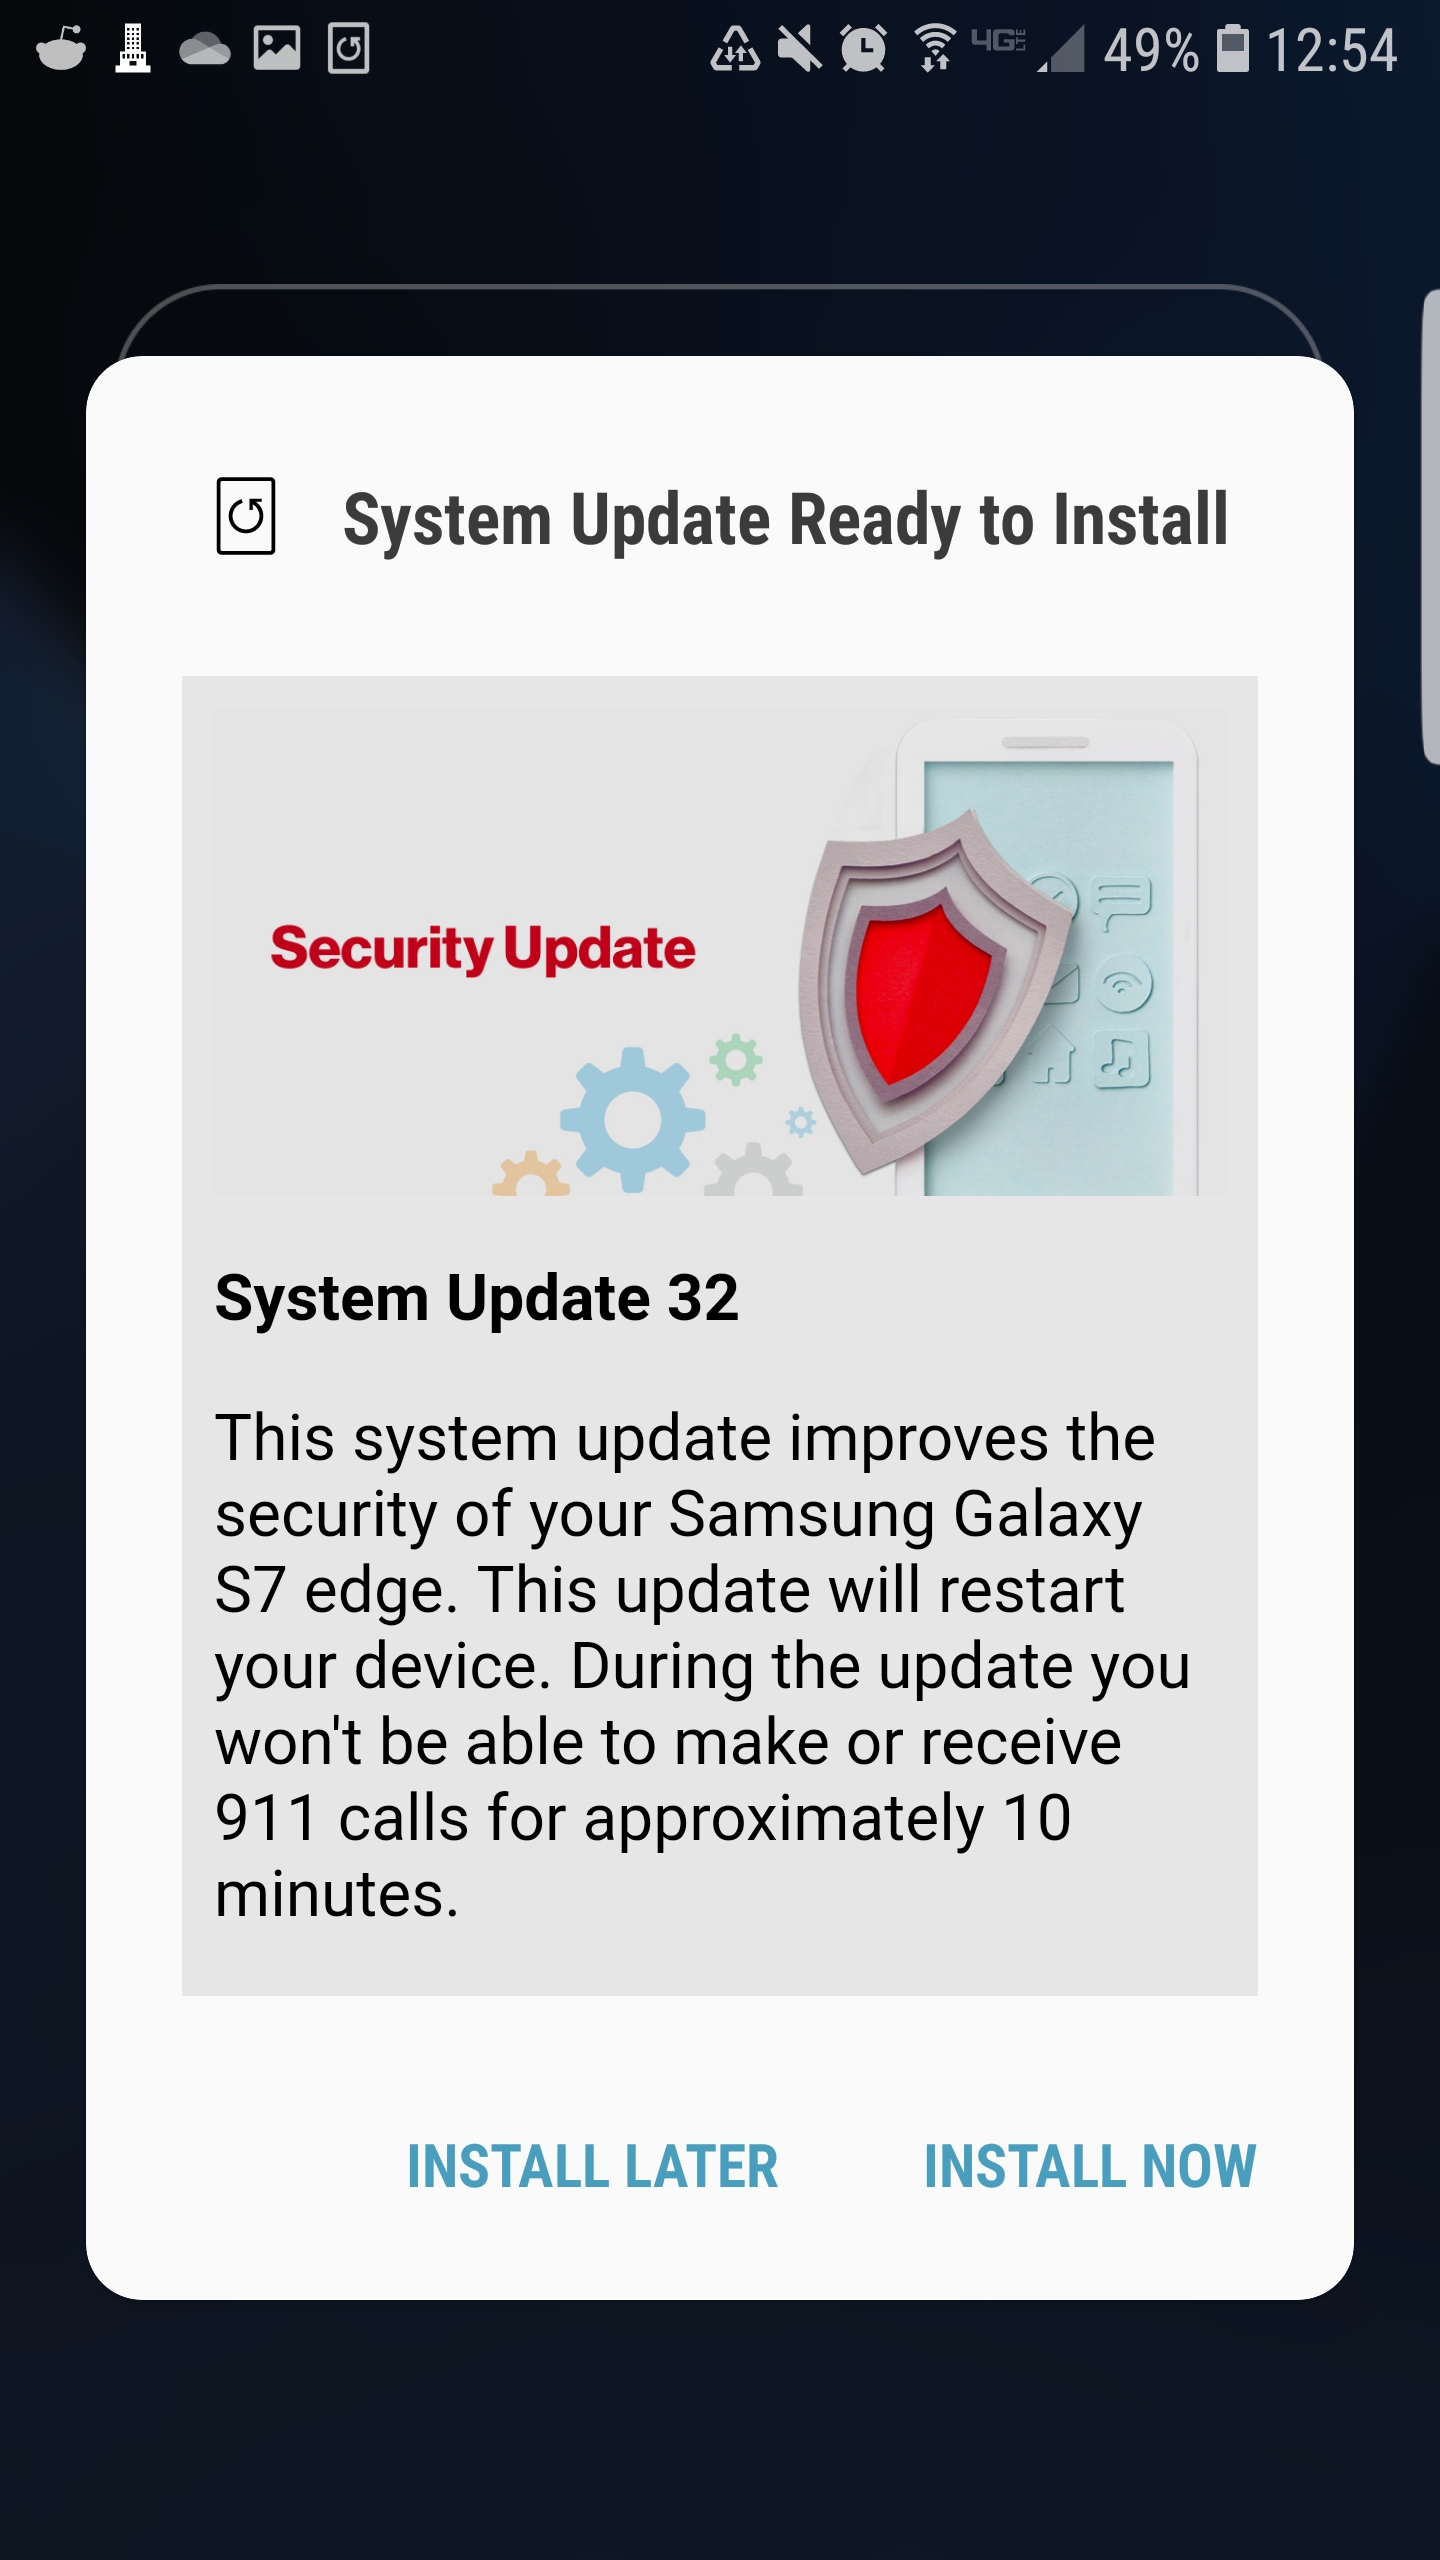 4G LTE 49% 12:54
System Update Ready to Install
Security Update
System Update 32
This system update improves the
security of your Samsung Galaxy
S7 edge. This update will restart
your device. During the update you
won't be able to make or receive
911 calls for approximately 10
minutes.
INSTALL LATER INSTALL NOW